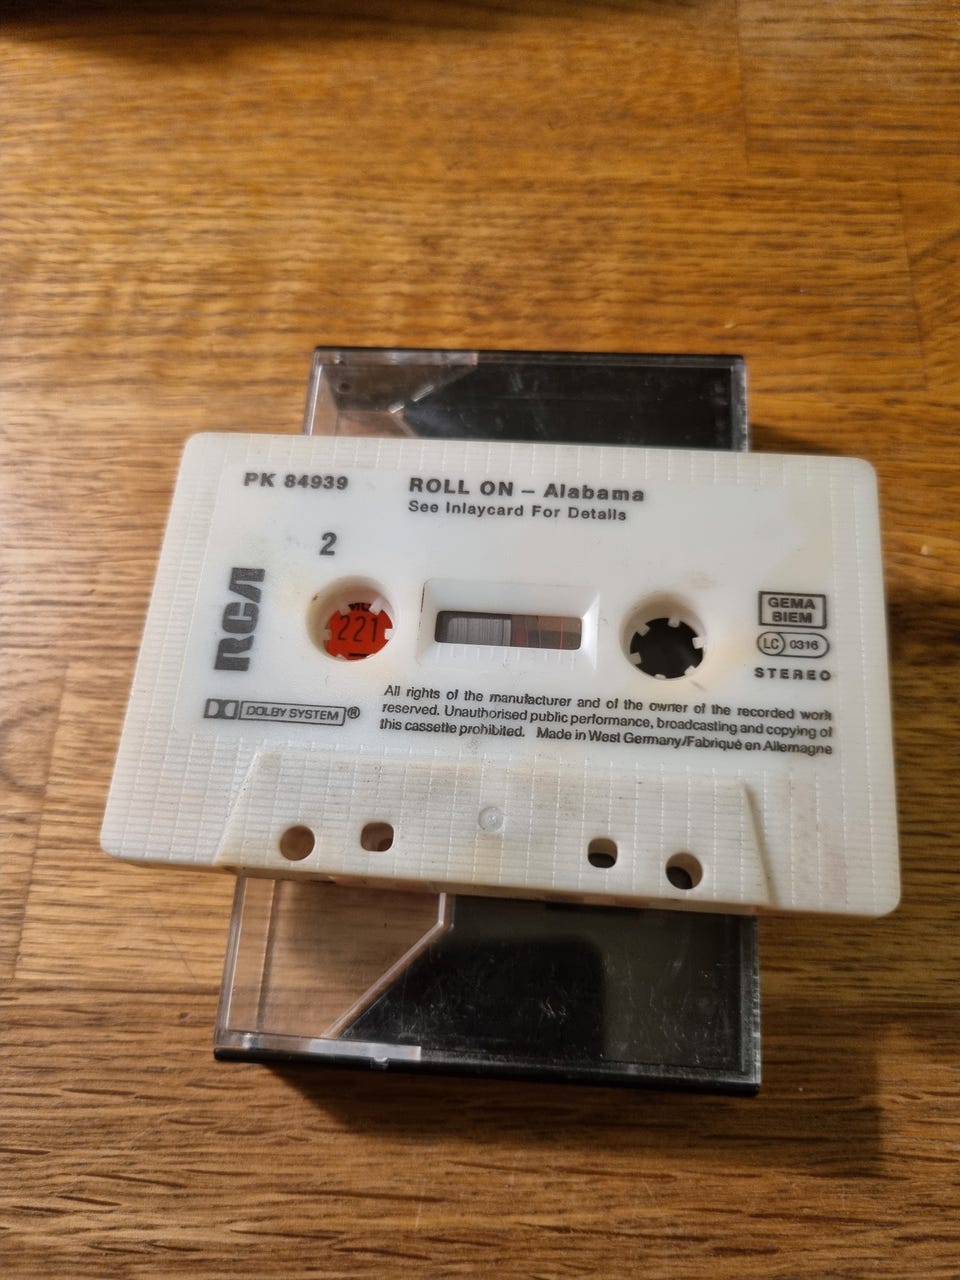 PK 84939
ROLL ON – Alabama
See Inlaycard For Details
2
RCA
221
GEMA
BIEM
LC 0316
STEREO
DOLBY SYSTEM®
All rights of the manufacturer and of the owner of the recorded work
reserved. Unauthorised public performance, broadcasting and copying of
this cassette prohibited. Made in West Germany/Fabriqué en Allemagne